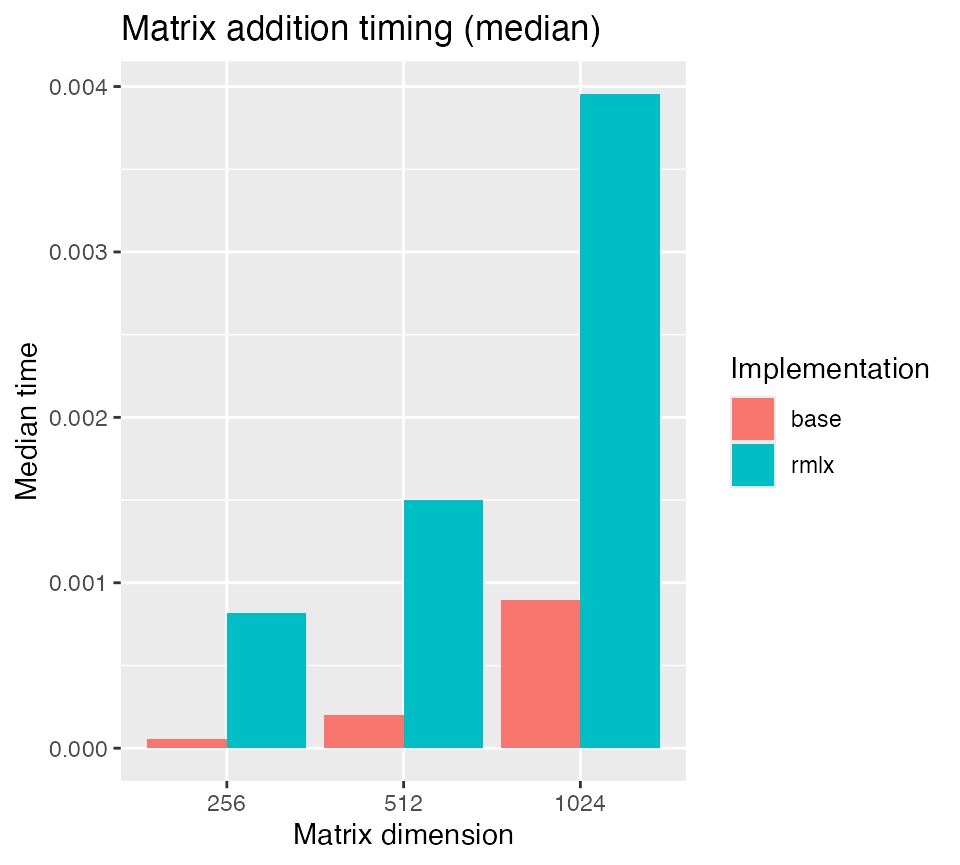 Matrix addition timing (median)
0.004
0.003
0.002
0.001
0.000
Median time
256 512 1024
Matrix dimension
Implementation
base
rmlx